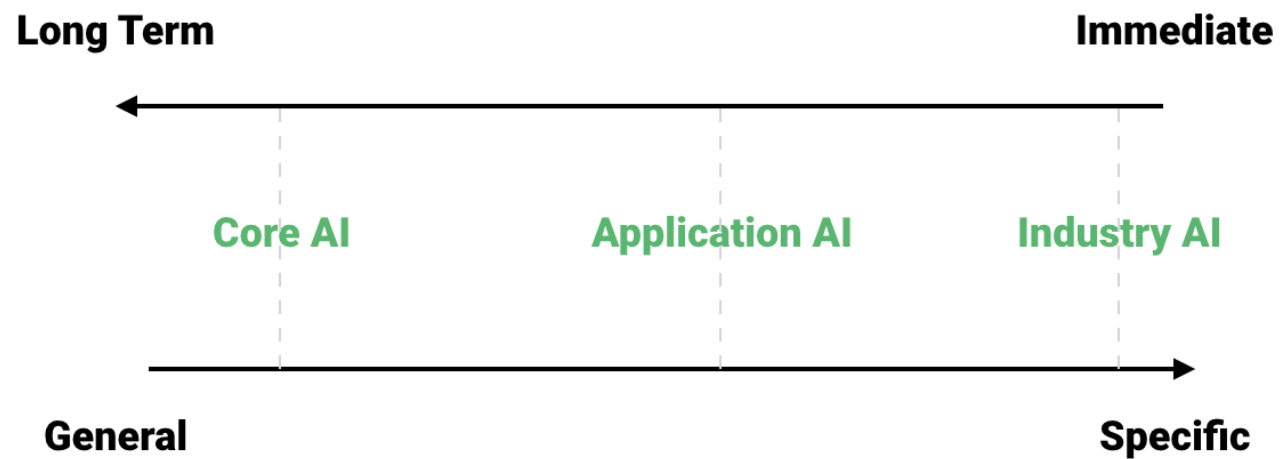 Long Term
Immediate
Core AI
Application AI
Industry AI
General
Specific